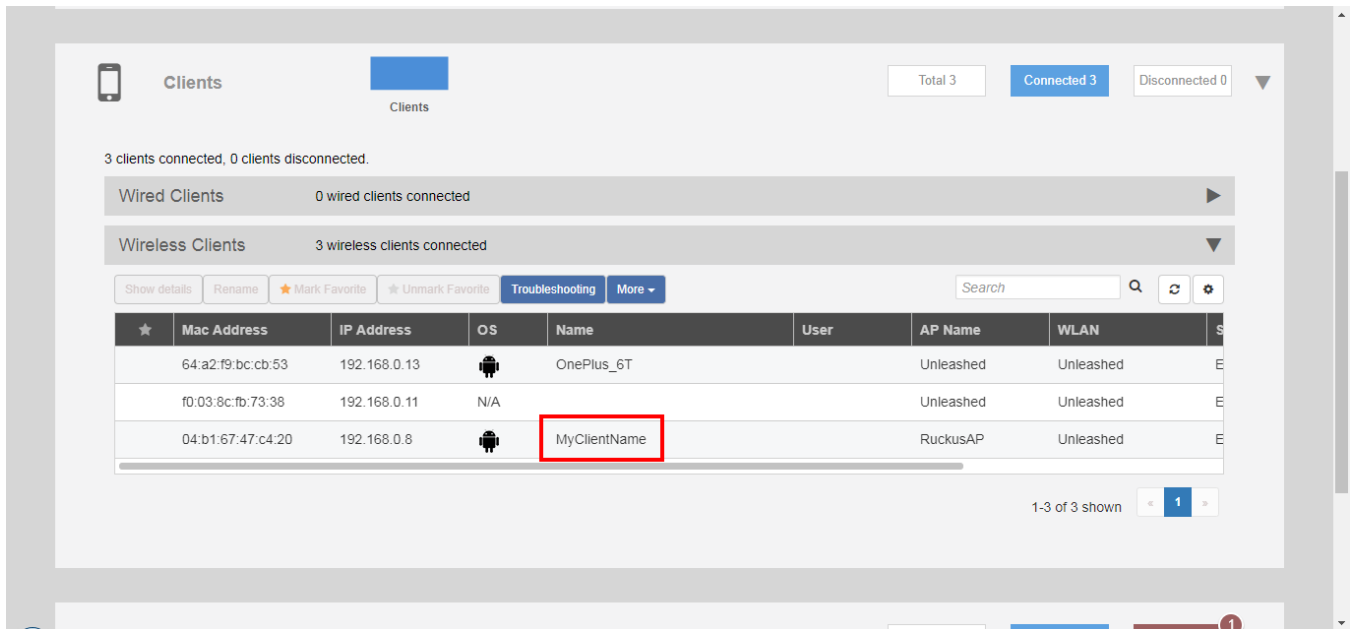 Clients
Clients
Total 3
Connected 3
Disconnected 0
3 clients connected, 0 clients disconnected.
Wired Clients 0 wired clients connected
Wireless Clients 3 wireless clients connected
Show details Rename Mark Favorite Unmark Favorite Troubleshooting More Search
Mac Address IP Address OS Name User AP Name WLAN S
64:a2:f9:bc:cb:53 192.168.0.13 OnePlus_6T Unleashed Unleashed E
f0:03:8c:fb:73:38 192.168.0.11 N/A Unleashed Unleashed E
04:b1:67:47:c4:20 192.168.0.8 MyClientName RuckusAP Unleashed E
1-3 of 3 shown « 1 »
1